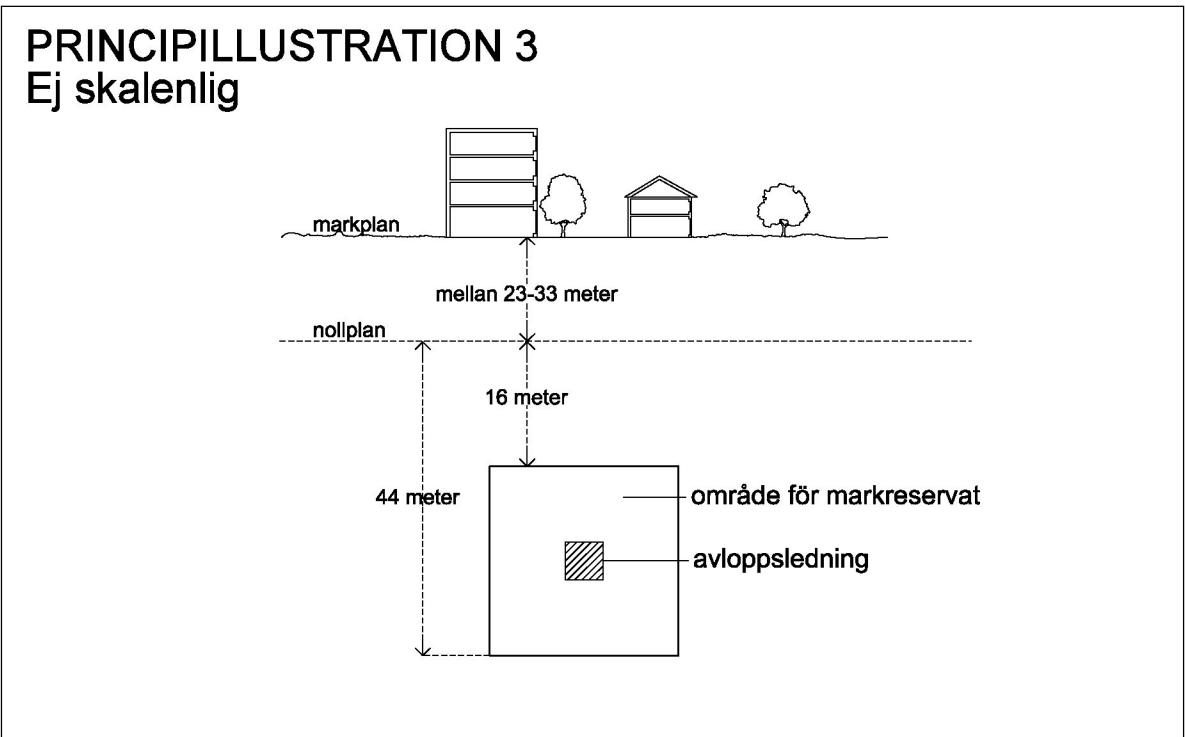 PRINCIPILLUSTRATION 3
Ej skalenlig
markplan
mellan 23-33 meter
nollplan
16 meter
44 meter
område för markreservat
avloppsledning